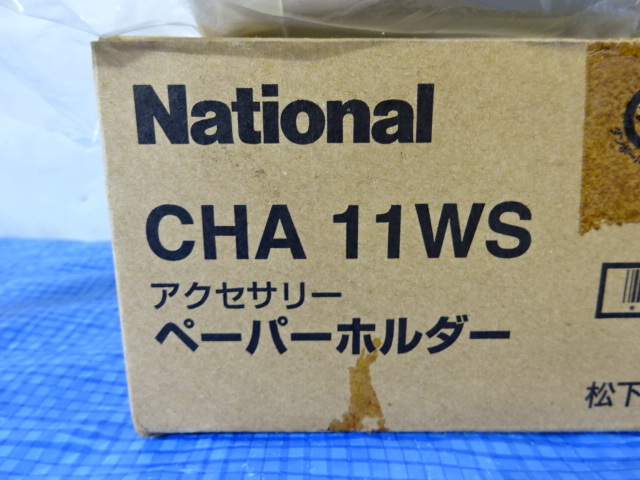 National
CHA 11WS
アクセサリー
ペーパーホルダー
松下